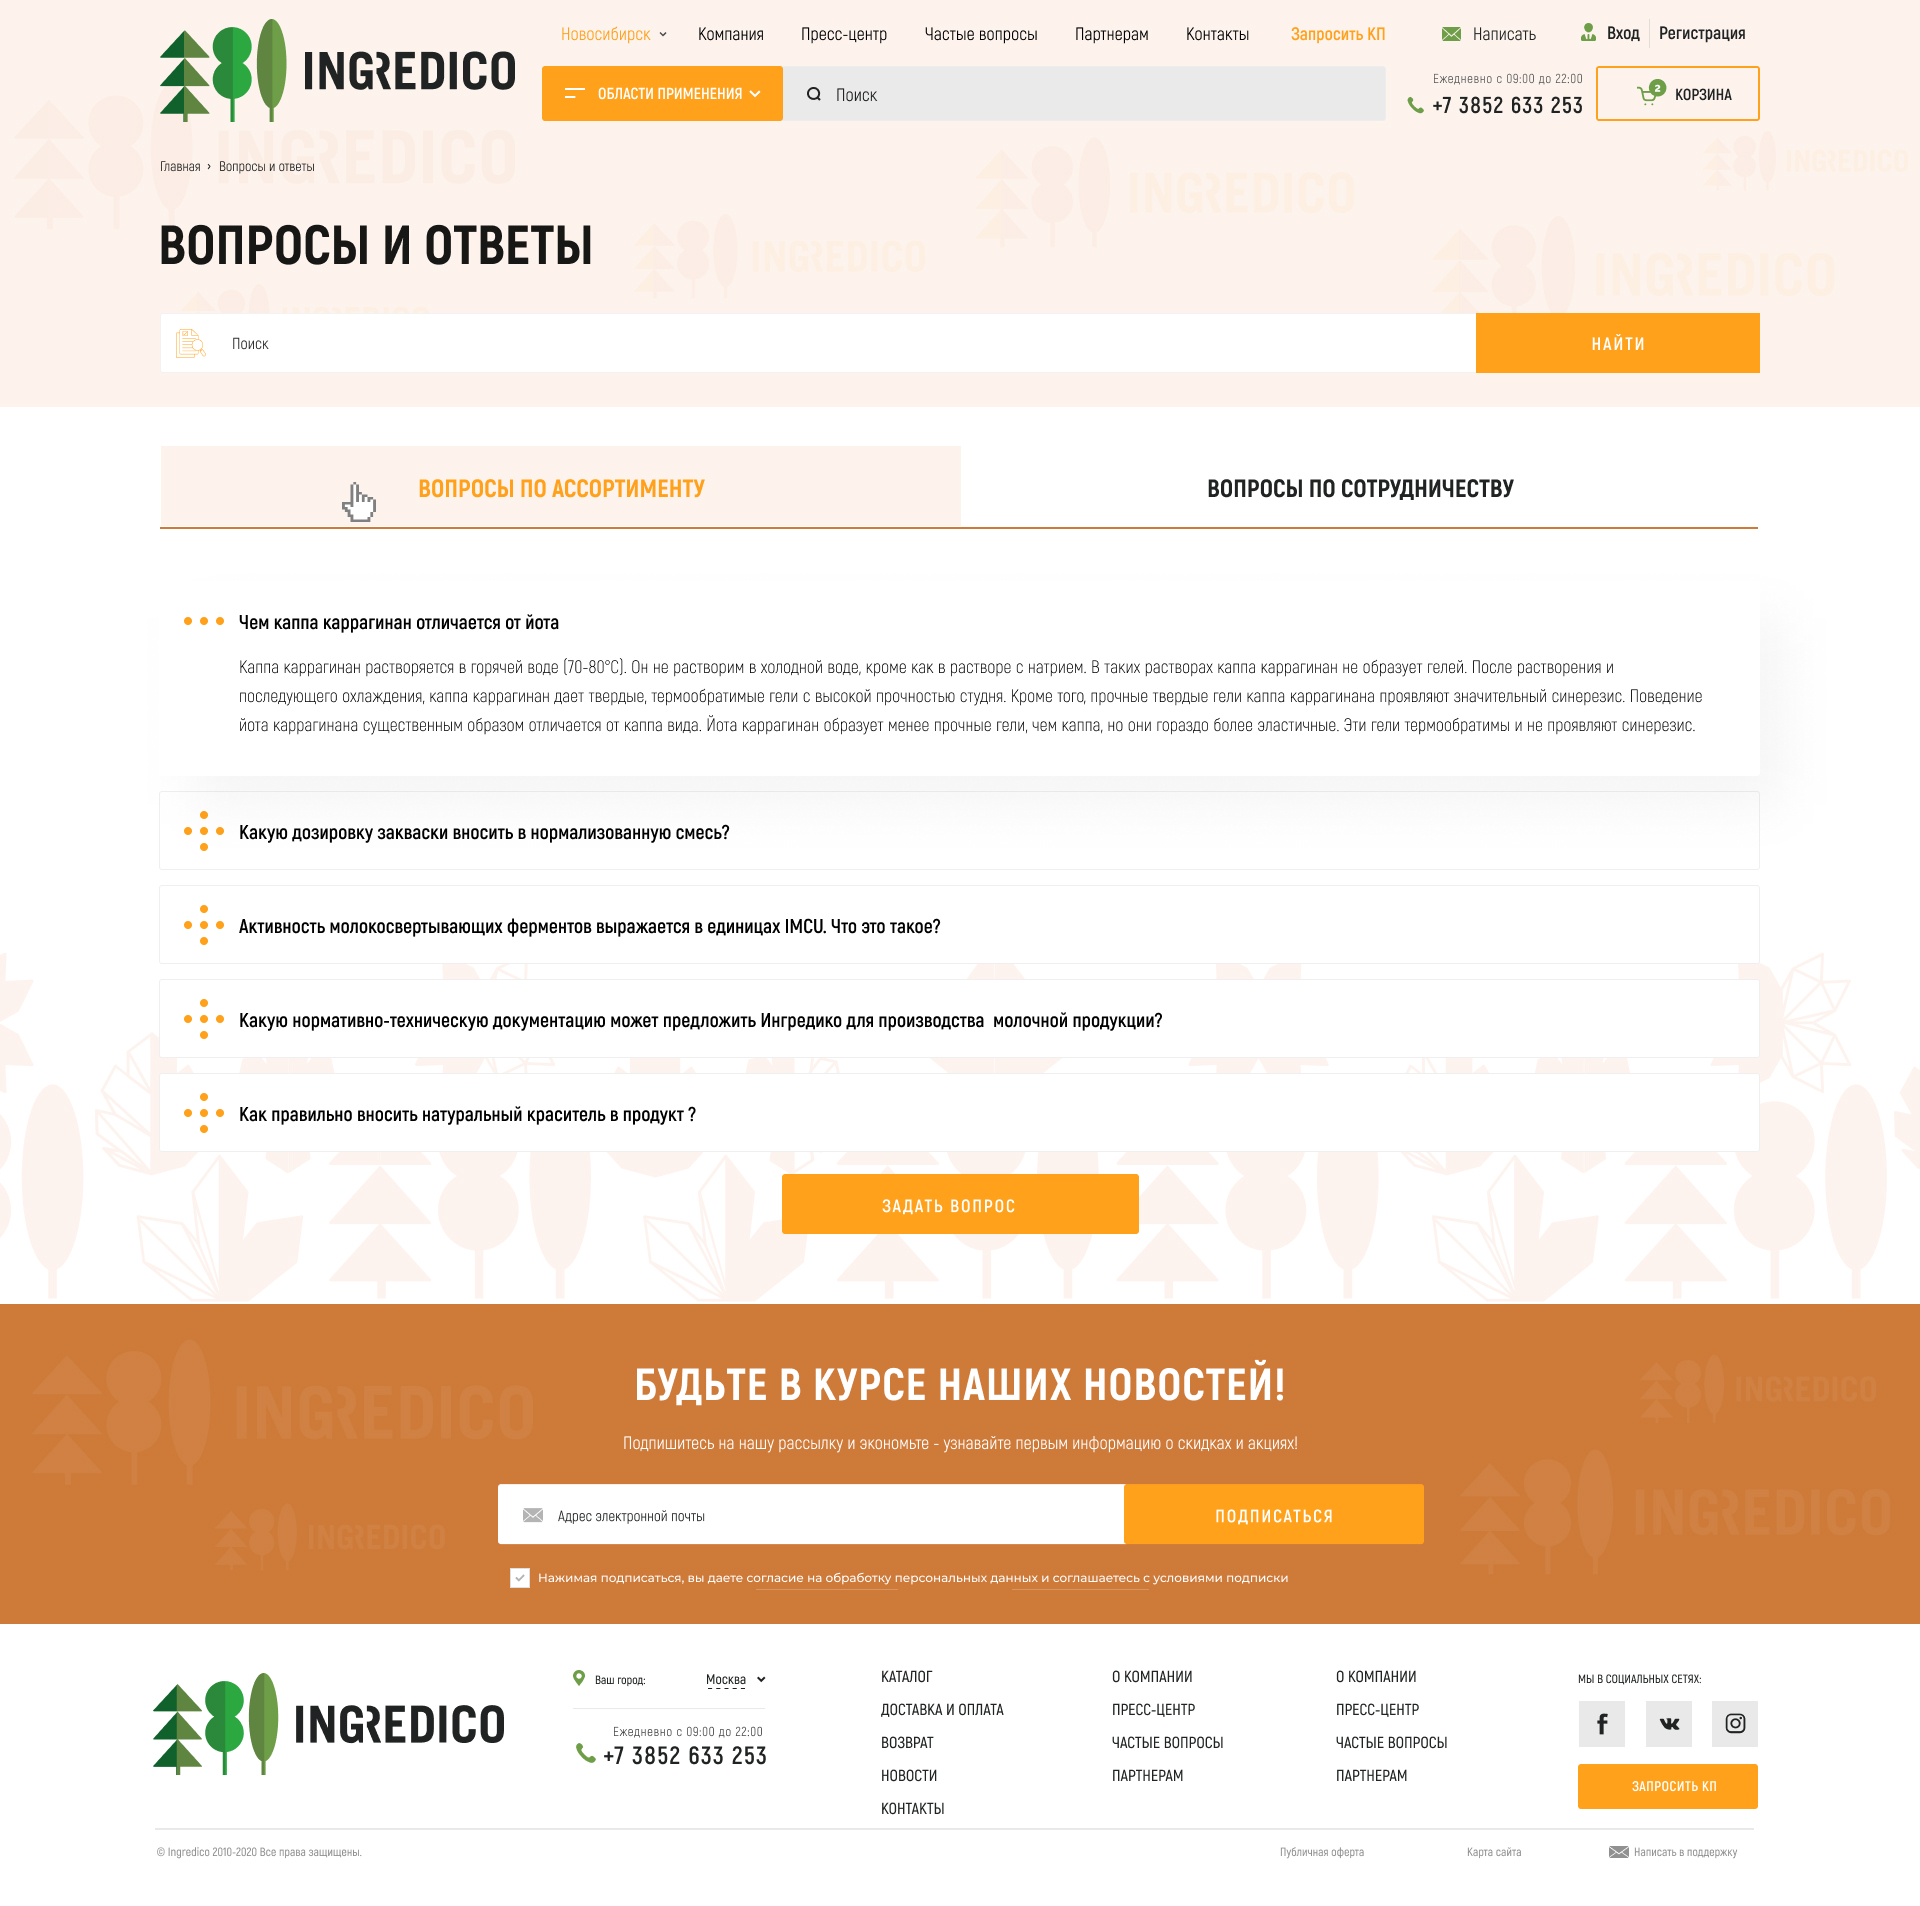 INGREDICO
Новосибирск
Компания
Пресс-центр
Частые вопросы
Партнерам
Контакты
Запросить КП
Написать
Вход
Регистрация
ОБЛАСТИ ПРИМЕНЕНИЯ
Поиск
Ежедневно с 09:00 до 22:00
+7 3852 633 253
2
КОРЗИНА
INGREDICO
INGREDICO
INGREDICO
INGREDICO
INGREDICO
Главная › Вопросы и ответы
ВОПРОСЫ И ОТВЕТЫ
Поиск
НАЙТИ
ВОПРОСЫ ПО АССОРТИМЕНТУ
ВОПРОСЫ ПО СОТРУДНИЧЕСТВУ
Чем каппа каррагинан отличается от йота
Каппа каррагинан растворяется в горячей воде (70-80°C). Он не растворим в холодной воде, кроме как в растворе с натрием. В таких растворах каппа каррагинан не образует гелей. После растворения и
последующего охлаждения, каппа каррагинан дает твердые, термообратимые гели с высокой прочностью студня. Кроме того, прочные твердые гели каппа каррагинана проявляют значительный синерезис. Поведение
йота каррагинана существенным образом отличается от каппа вида. Йота каррагинан образует менее прочные гели, чем каппа, но они гораздо более эластичные. Эти гели термообратимы и не проявляют синерезис.
Какую дозировку закваски вносить в нормализованную смесь?
Активность молокосвертывающих ферментов выражается в единицах IMCU. Что это такое?
Какую нормативно-техническую документацию может предложить Ингредико для производства  молочной продукции?
Как правильно вносить натуральный краситель в продукт ?
ЗАДАТЬ ВОПРОС
БУДЬТЕ В КУРСЕ НАШИХ НОВОСТЕЙ!
INGREDICO
INGREDICO
INGREDICO
INGREDICO
Подпишитесь на нашу рассылку и экономьте - узнавайте первым информацию о скидках и акциях!
Адрес электронной почты
ПОДПИСАТЬСЯ
Нажимая подписаться, вы даете согласие на обработку персональных данных и соглашаетесь с условиями подписки
INGREDICO
Ваш город:
Москва
Ежедневно с 09:00 до 22:00
+7 3852 633 253
КАТАЛОГ
ДОСТАВКА И ОПЛАТА
ВОЗВРАТ
НОВОСТИ
КОНТАКТЫ
О КОМПАНИИ
ПРЕСС-ЦЕНТР
ЧАСТЫЕ ВОПРОСЫ
ПАРТНЕРАМ
О КОМПАНИИ
ПРЕСС-ЦЕНТР
ЧАСТЫЕ ВОПРОСЫ
ПАРТНЕРАМ
МЫ В СОЦИАЛЬНЫХ СЕТЯХ:
ЗАПРОСИТЬ КП
© Ingredico 2010-2020 Все права защищены.
Публичная оферта
Карта сайта
Написать в поддержку